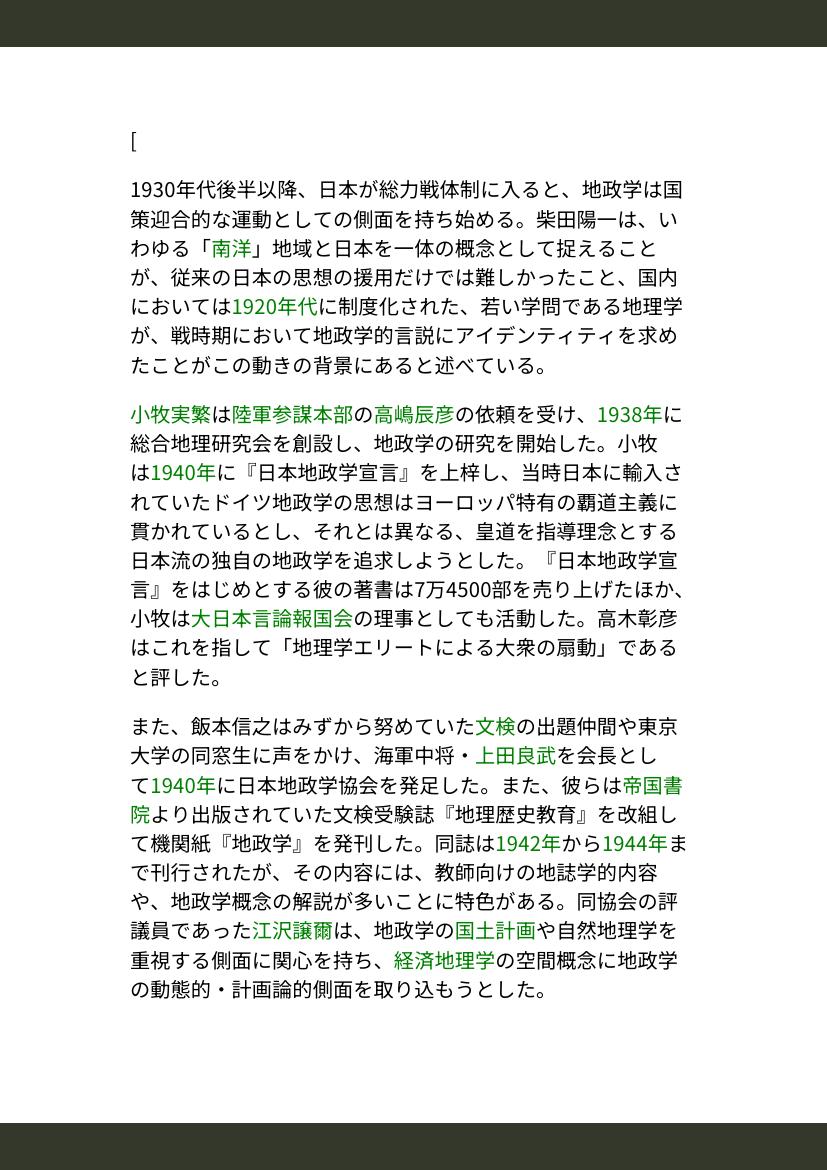 [
1930年代後半以降、日本が総力戦体制に入ると、地政学は国
策迎合的な運動としての側面を持ち始める。柴田陽一は、い
わゆる「南洋」地域と日本を一体の概念として捉えること
が、従来の日本の思想の援用だけでは難しかったこと、国内
においては1920年代に制度化された、若い学問である地理学
が、戦時期において地政学的言説にアイデンティティを求め
たことがこの動きの背景にあると述べている。
小牧実繁は陸軍参謀本部の高嶋辰彦の依頼を受け、1938年に
総合地理研究会を創設し、地政学の研究を開始した。小牧
は1940年に『日本地政学宣言』を上梓し、当時日本に輸入さ
れていたドイツ地政学の思想はヨーロッパ特有の覇道主義に
貫かれているとし、それとは異なる、皇道を指導理念とする
日本流の独自の地政学を追求しようとした。『日本地政学宣
言』をはじめとする彼の著書は7万4500部を売り上げたほか、
小牧は大日本言論報国会の理事としても活動した。高木彰彦
はこれを指して「地理学エリートによる大衆の扇動」である
と評した。
また、飯本信之はみずから努めていた文検の出題仲間や東京
大学の同窓生に声をかけ、海軍中将・上田良武を会長とし
て1940年に日本地政学協会を発足した。また、彼らは帝国書
院より出版されていた文検受験誌『地理歴史教育』を改組し
て機関紙『地政学』を発刊した。同誌は1942年から1944年ま
で刊行されたが、その内容には、教師向けの地誌学的内容
や、地政学概念の解説が多いことに特色がある。同協会の評
議員であった江沢譲爾は、地政学の国土計画や自然地理学を
重視する側面に関心を持ち、経済地理学の空間概念に地政学
の動態的・計画論的側面を取り込もうとした。